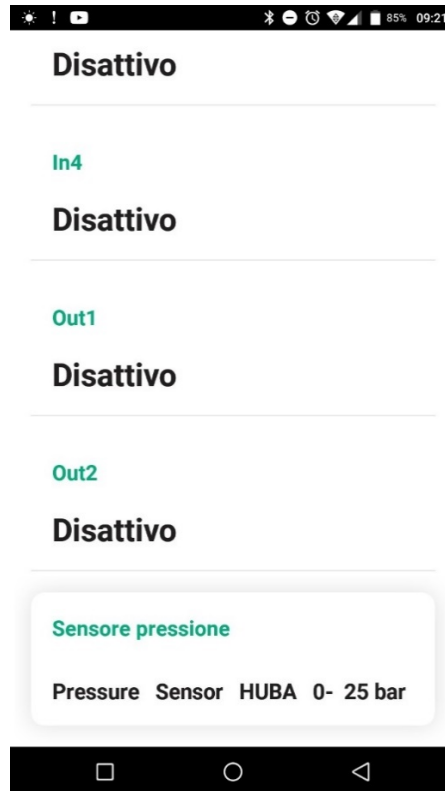 ! 85% 09:21
Disattivo
In4
Disattivo
Out1
Disattivo
Out2
Disattivo
Sensore pressione
Pressure Sensor HUBA 0- 25 bar